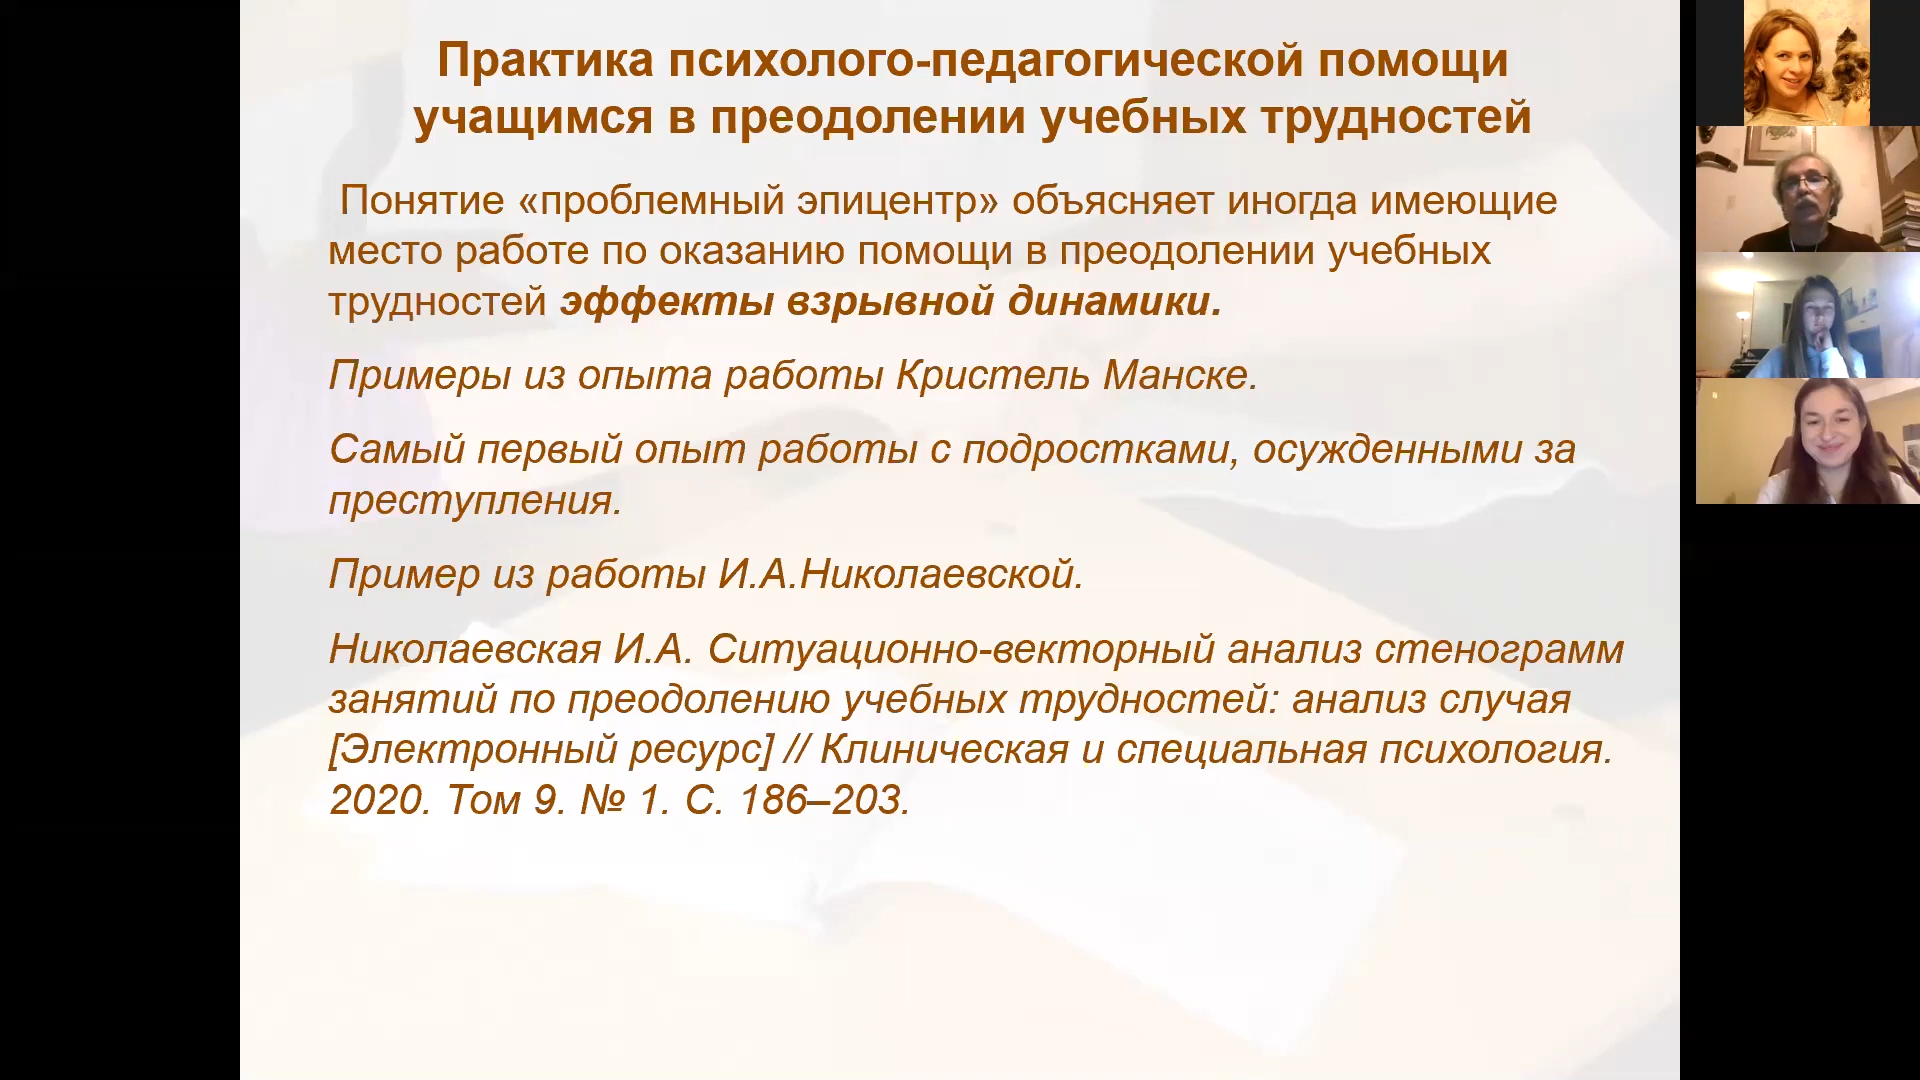 Практика психолого-педагогической помощи
учащимся в преодолении учебных трудностей
Понятие «проблемный эпицентр» объясняет иногда имеющие
место работе по оказанию помощи в преодолении учебных
трудностей эффекты взрывной динамики.
Примеры из опыта работы Кристель Манске.
Самый первый опыт работы с подростками, осужденными за
преступления.
Пример из работы И.А.Николаевской.
Николаевская И.А. Ситуационно-векторный анализ стенограмм
занятий по преодолению учебных трудностей: анализ случая
[Электронный ресурс] // Клиническая и специальная психология.
2020. Том 9. № 1. С. 186–203.